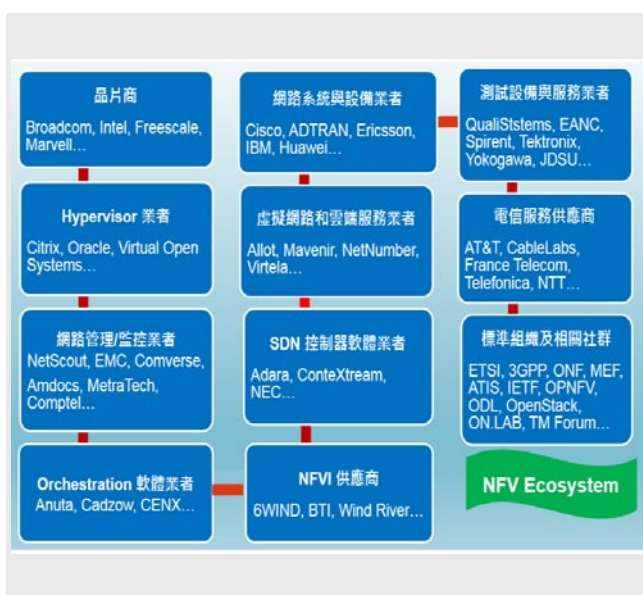 晶片商
Broadcom, Intel, Freescale,
Marvell…
Hypervisor 業者
Citrix, Oracle, Virtual Open
Systems…
網路管理/監控業者
NetScout, EMC, Comverse,
Amdocs, MetraTech,
Comptel…
Orchestration 軟體業者
Anuta, Cadzow, CENX…
NFVI 供應商
6WIND, BTI, Wind River…
SDN 控制器軟體業者
Adara, ConteXtream,
NEC…
虛擬網路和雲端服務業者
Allot, Mavenir, NetNumber,
Virtela…
網路系統與設備業者
Cisco, ADTRAN, Ericsson,
IBM, Huawei…
測試設備與服務業者
QualiStstems, EANC,
Spirent, Tektronix,
Yokogawa, JDSU…
電信服務供應商
AT&T, CableLabs,
France Telecom,
Telefonica, NTT…
標準組織及相關社群
ETSI, 3GPP, ONF, MEF,
ATIS, IETF, OPNFV,
ODL, OpenStack,
ON.LAB, TM Forum…
NFV Ecosystem